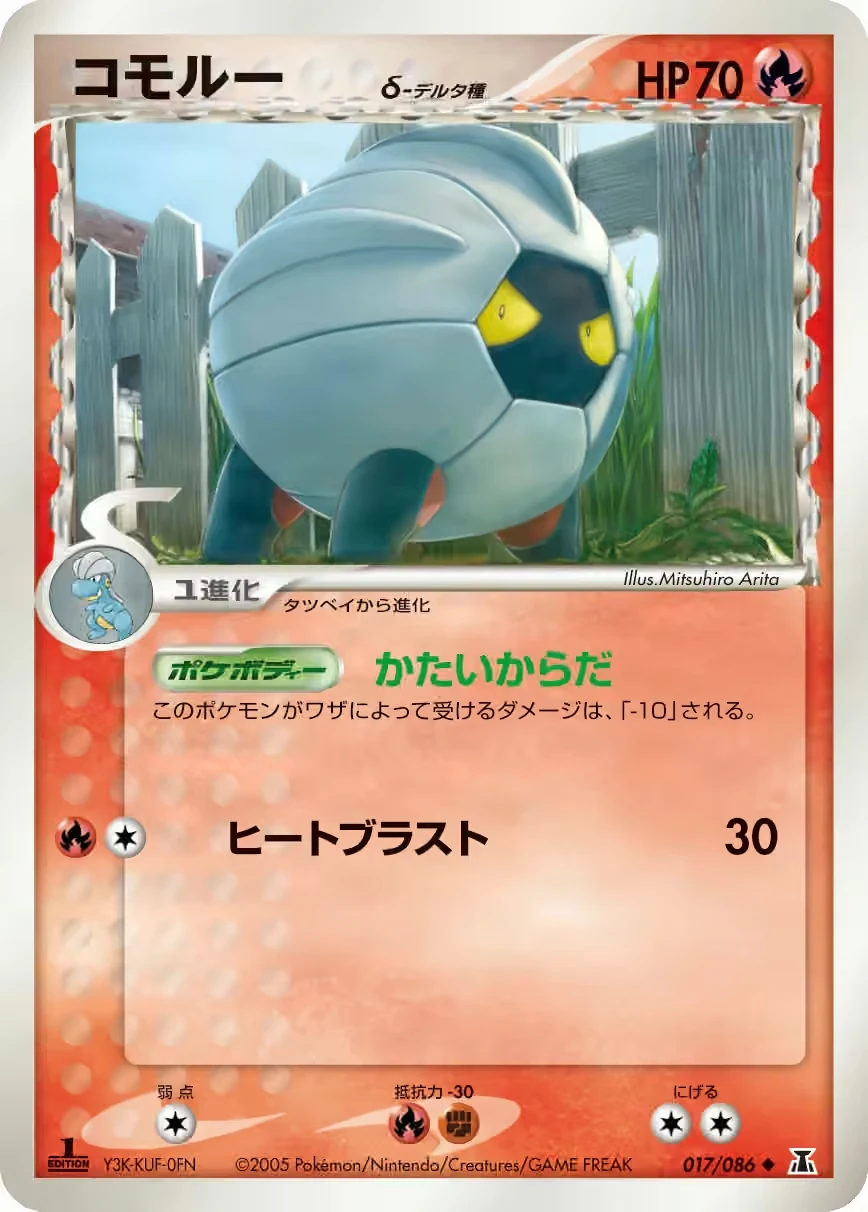 コモルー
δ-デルタ種
HP70
Illus.Mitsuhiro Arita
1進化
タツベイから進化
ポケボディー かたいからだ
このポケモンがワザによって受けるダメージは、「-10」される。
ヒートブラスト 30
弱点 抵抗力 -30 にげる
1 EDITION Y3K-KUF-0FN ©2005 Pokémon/Nintendo/Creatures/GAME FREAK 017/086